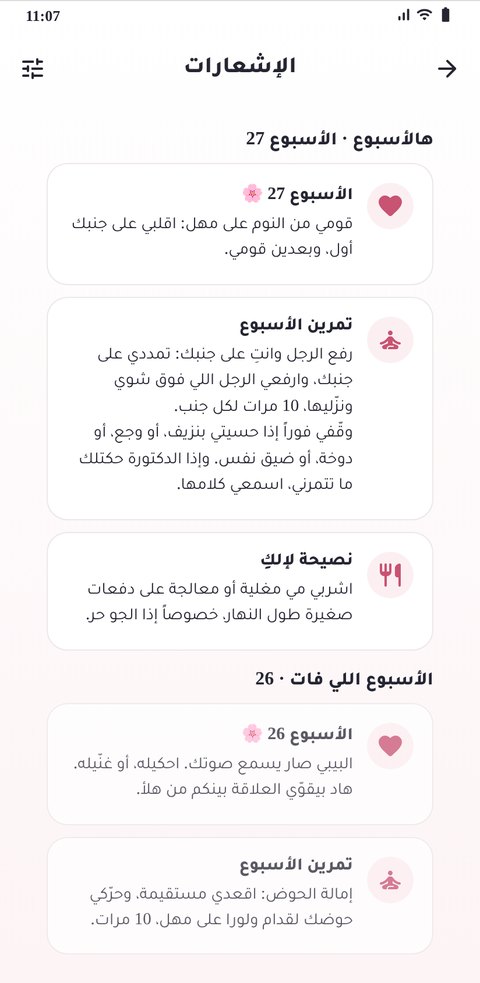 11:07
الإشعارات
هالأسبوع · الأسبوع 27
الأسبوع 27 🌸
قومي من النوم على مهل: اقلبي على جنبك
أول، وبعدين قومي.
تمرين الأسبوع
رفع الرجل وانتِ على جنبك: تمددي على
جنبك، وارفعي الرجل اللي فوق شوي
ونزّليها، 10 مرات لكل جنب.
وقّفي فوراً إذا حسيتي بنزيف، أو وجع، أو
دوخة، أو ضيق نفس. وإذا الدكتورة حكتلك
ما تتمرني، اسمعي كلامها.
نصيحة لإلكِ
اشربي مي مغلية أو معالجة على دفعات
صغيرة طول النهار، خصوصاً إذا الجو حر.
الأسبوع اللي فات · 26
الأسبوع 26 🌸
البيبي صار يسمع صوتك. احكيله، أو غنّيله.
هاد بيقوّي العلاقة بينكم من هلأ.
تمرين الأسبوع
إمالة الحوض: اقعدي مستقيمة، وحرّكي
حوضك لقدام ولورا على مهل، 10 مرات.